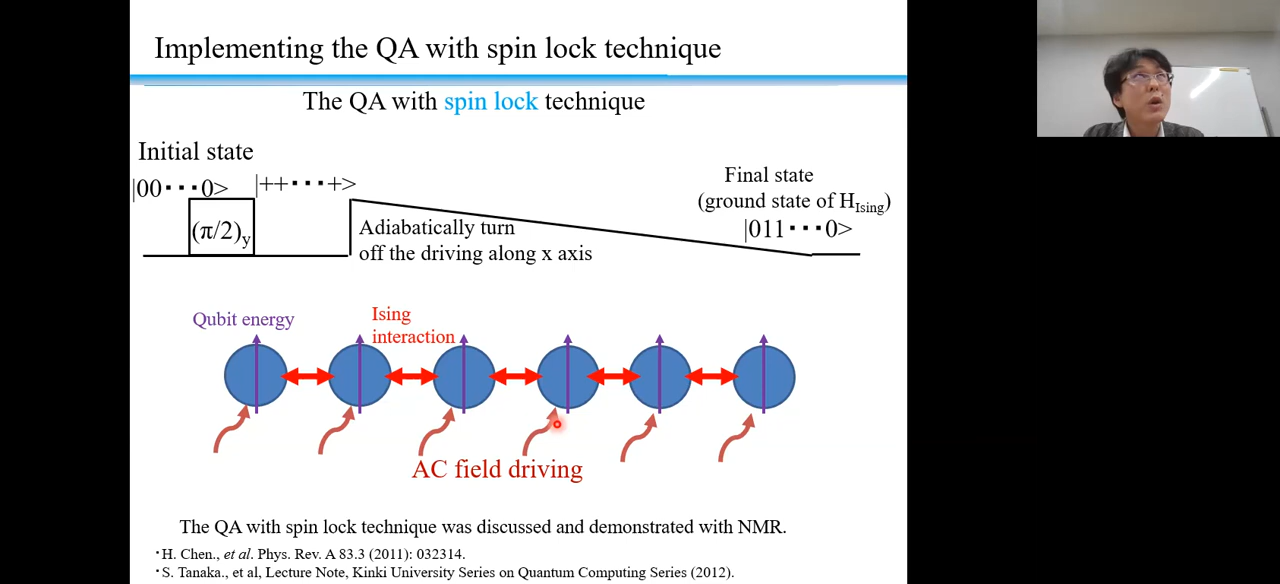 Implementing the QA with spin lock technique
The QA with spin lock technique
Initial state
|00···0>
|++···+>
(π/2)y
Adiabatically turn
off the driving along x axis
Final state
(ground state of HIsing)
|011···0>
Qubit energy
Ising
interaction
AC field driving
The QA with spin lock technique was discussed and demonstrated with NMR.
・H. Chen., et al. Phys. Rev. A 83.3 (2011): 032314.
・S. Tanaka., et al, Lecture Note, Kinki University Series on Quantum Computing Series (2012).